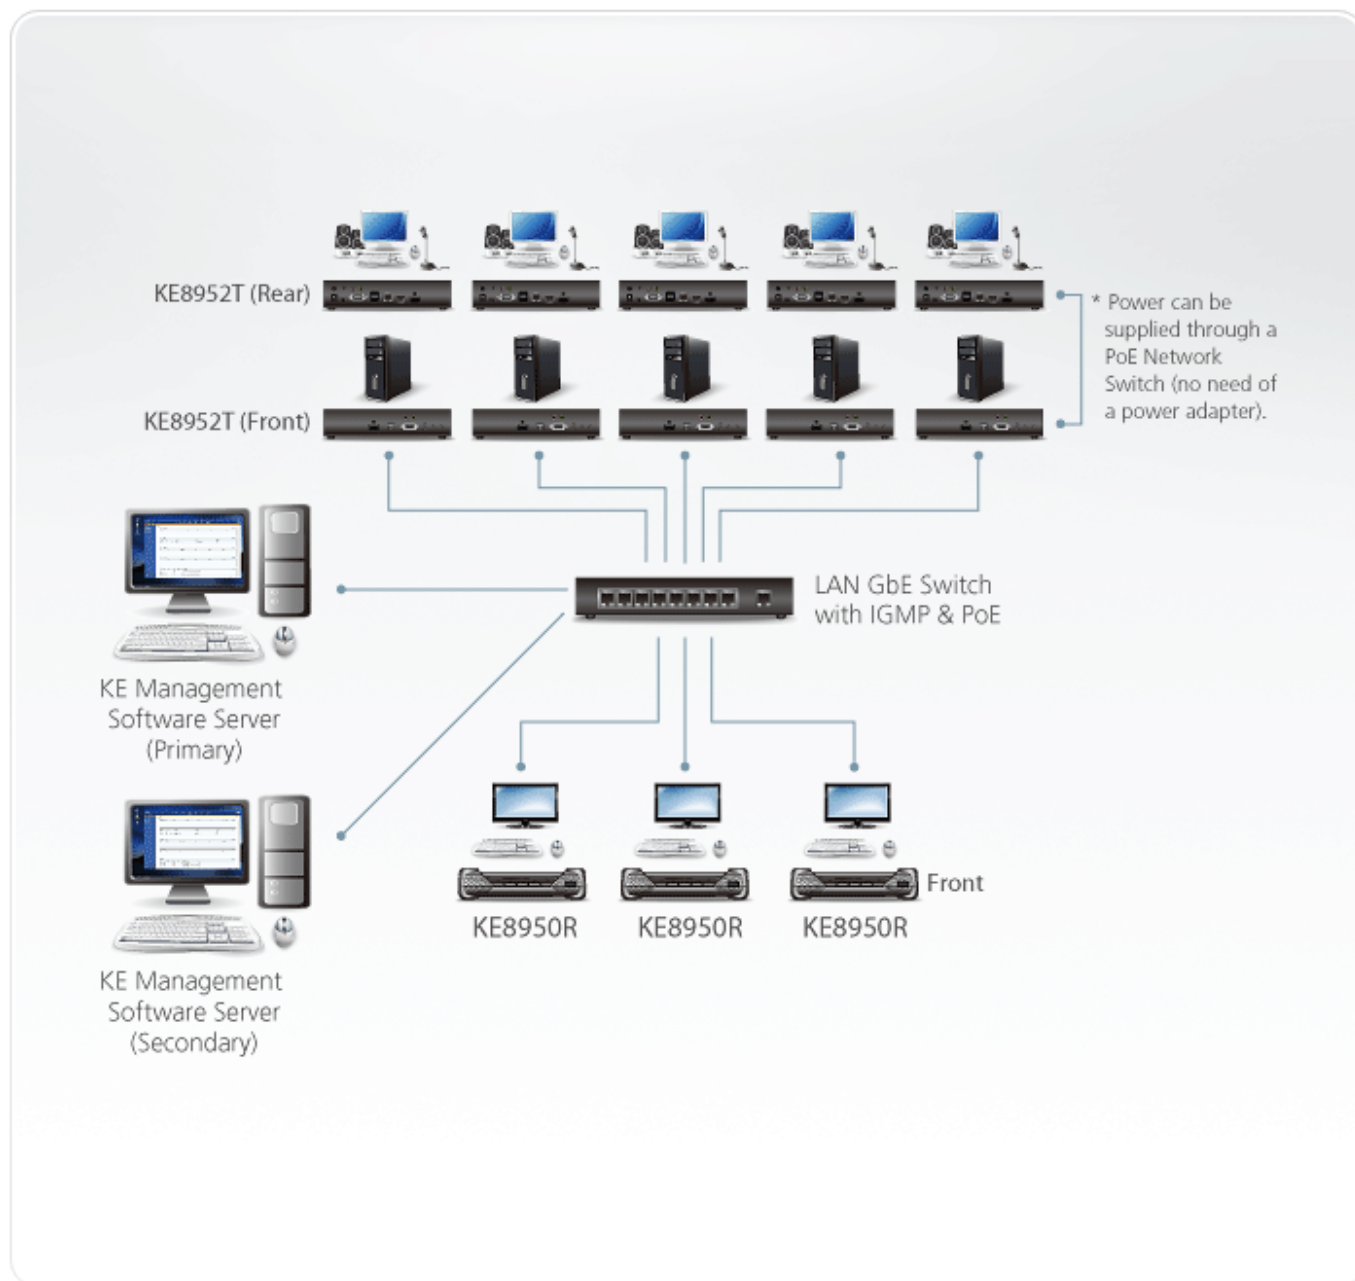 KE8952T (Rear)
* Power can be
supplied through a
PoE Network
Switch (no need of
a power adapter).
KE8952T (Front)
LAN GbE Switch
with IGMP & PoE
KE Management
Software Server
(Primary)
Front
KE8950R
KE8950R
KE8950R
KE Management
Software Server
(Secondary)